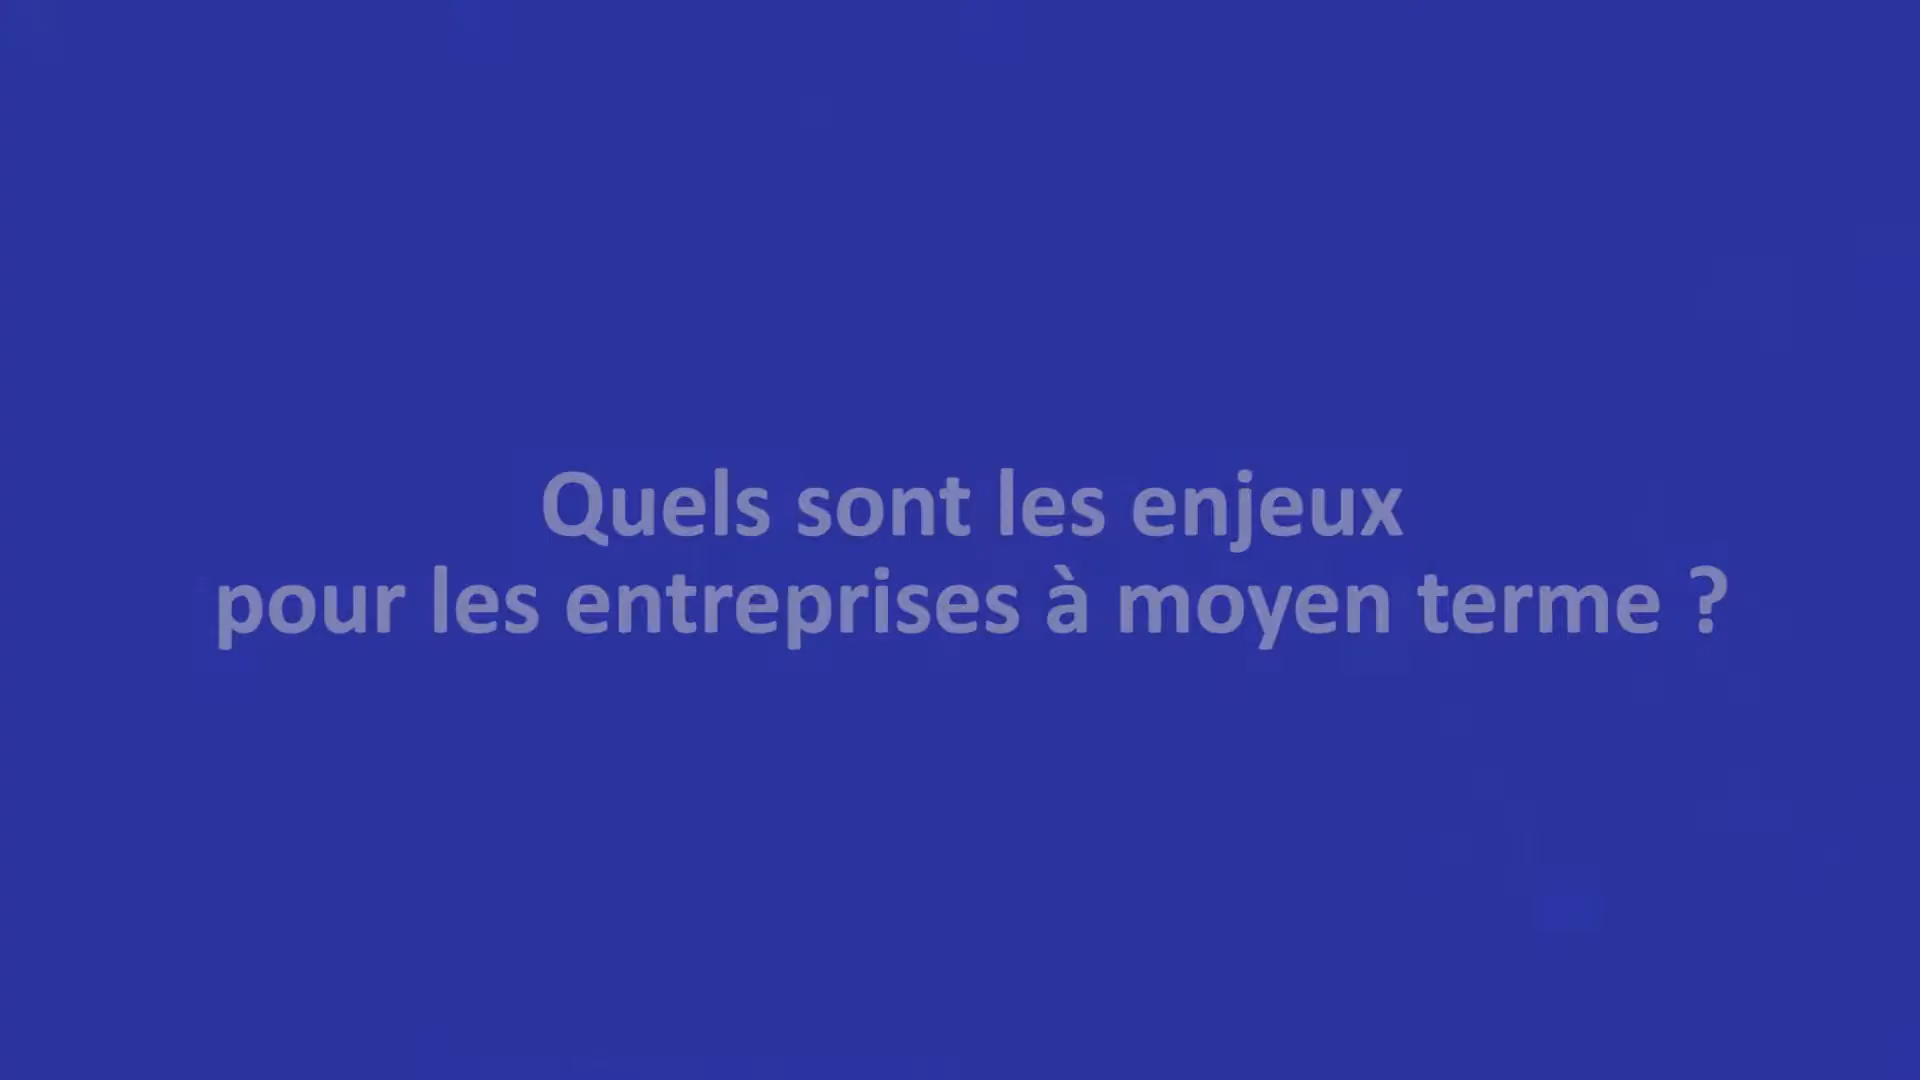 Quels sont les enjeux
pour les entreprises à moyen terme ?